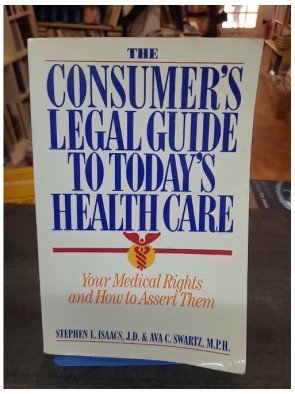 THE
CONSUMER'S
LEGAL GUIDE
TO TODAY'S
HEALTH CARE
Your Medical Rights
and How to Assert Them
STEPHEN L. ISAACS, J.D. & AVA C. SWARTZ, M.P.H.